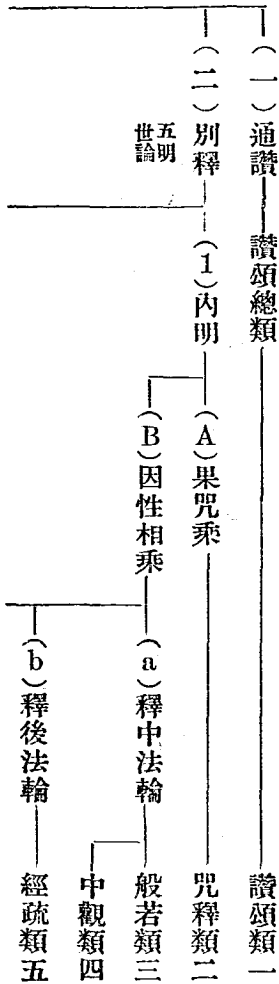 （一）通讚 讚頌總類 讚頌類一
（二）別釋 五明世論
（1）內明
（A）果咒乘 咒釋類二
（B）因性相乘
（a）釋中法輪 般若類三
中觀類四
（b）釋後法輪 經疏類五